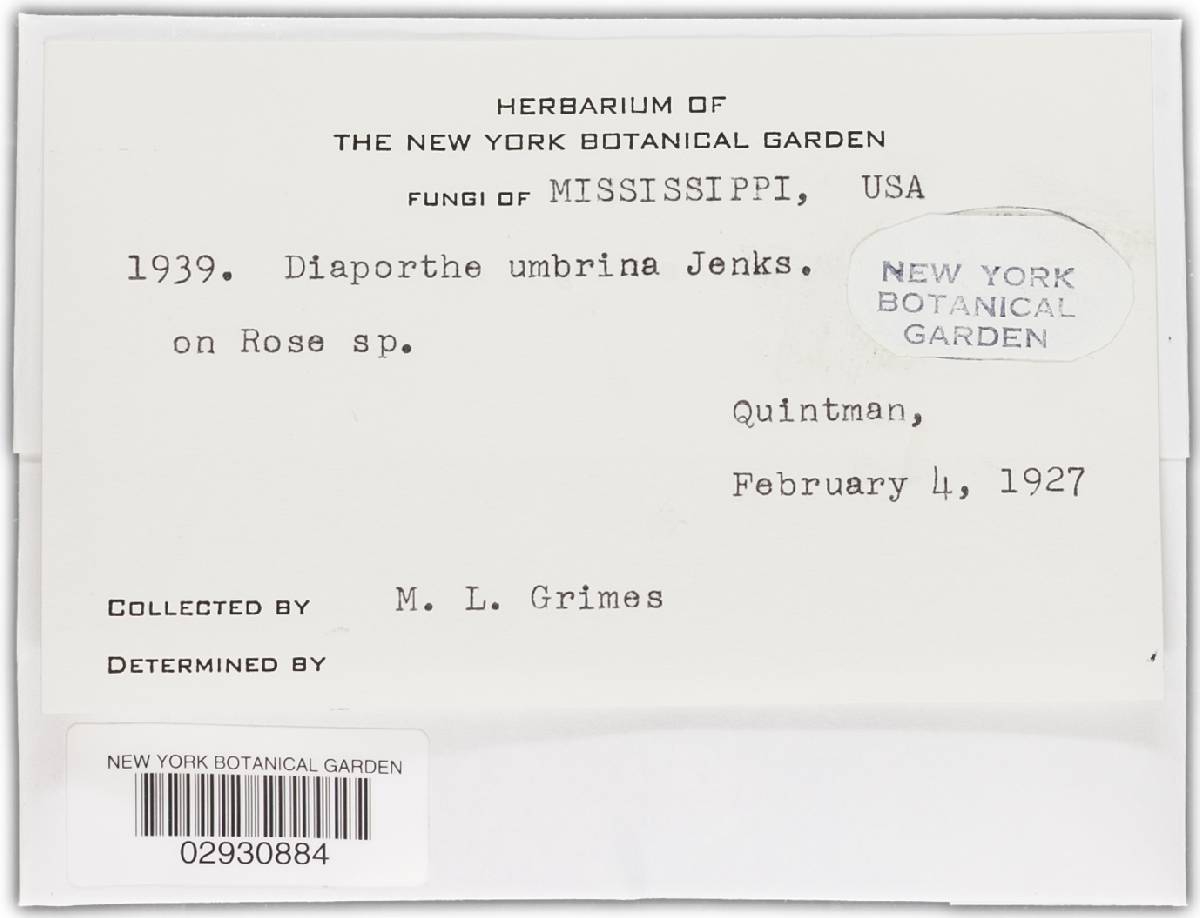 HERBARIUM OF
THE NEW YORK BOTANICAL GARDEN
FUNGI OF MISSISSIPPI, USA
1939. Diaporthe umbrina Jenks.
on Rose sp.
NEW YORK
BOTANICAL
GARDEN
Quintman,
February 4, 1927
COLLECTED BY M. L. Grimes
DETERMINED BY
NEW YORK BOTANICAL GARDEN
02930884